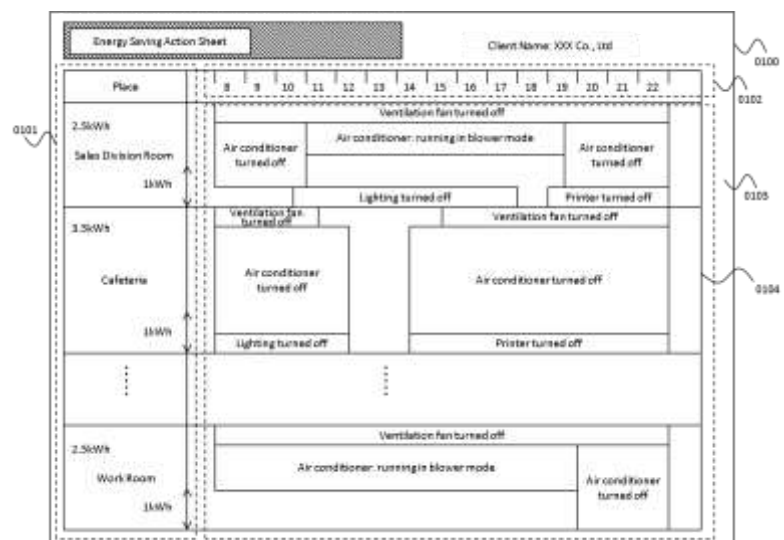 Energy Saving Action Sheet
Client Name: XXX Co., Ltd
0100
Place
8 9 10 11 12 13 14 15 16 17 18 19 20 21 22
0102
0101
2.5kWh
Sales Division Room
1kWh
Ventilation fan turned off
Air conditioner
turned off
Air conditioner: running in blower mode
Air conditioner
turned off
Lighting turned off
Printer turned off
0103
3.5kWh
Cafeteria
1kWh
Ventilation fan
turned off
Ventilation fan turned off
Air conditioner
turned off
Air conditioner turned off
0104
Lighting turned off
Printer turned off
2.5kWh
Work Room
1kWh
Ventilation fan turned off
Air conditioner: running in blower mode
Air conditioner
turned off